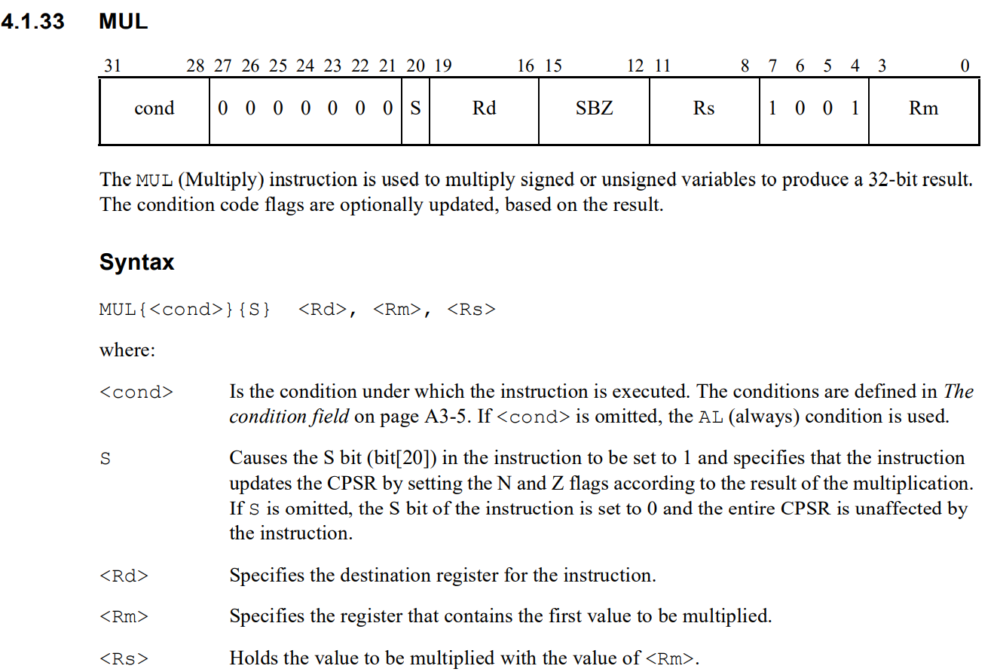 4.1.33 MUL
31 28 27 26 25 24 23 22 21 20 19 16 15 12 11 8 7 6 5 4 3 0
cond 0 0 0 0 0 0 0 S Rd SBZ Rs 1 0 0 1 Rm
The MUL (Multiply) instruction is used to multiply signed or unsigned variables to produce a 32-bit result.
The condition code flags are optionally updated, based on the result.
Syntax
MUL{<cond>}{S} <Rd>, <Rm>, <Rs>
where:
<cond> Is the condition under which the instruction is executed. The conditions are defined in The
condition field on page A3-5. If <cond> is omitted, the AL (always) condition is used.
S Causes the S bit (bit[20]) in the instruction to be set to 1 and specifies that the instruction
updates the CPSR by setting the N and Z flags according to the result of the multiplication.
If S is omitted, the S bit of the instruction is set to 0 and the entire CPSR is unaffected by
the instruction.
<Rd> Specifies the destination register for the instruction.
<Rm> Specifies the register that contains the first value to be multiplied.
<Rs> Holds the value to be multiplied with the value of <Rm>.